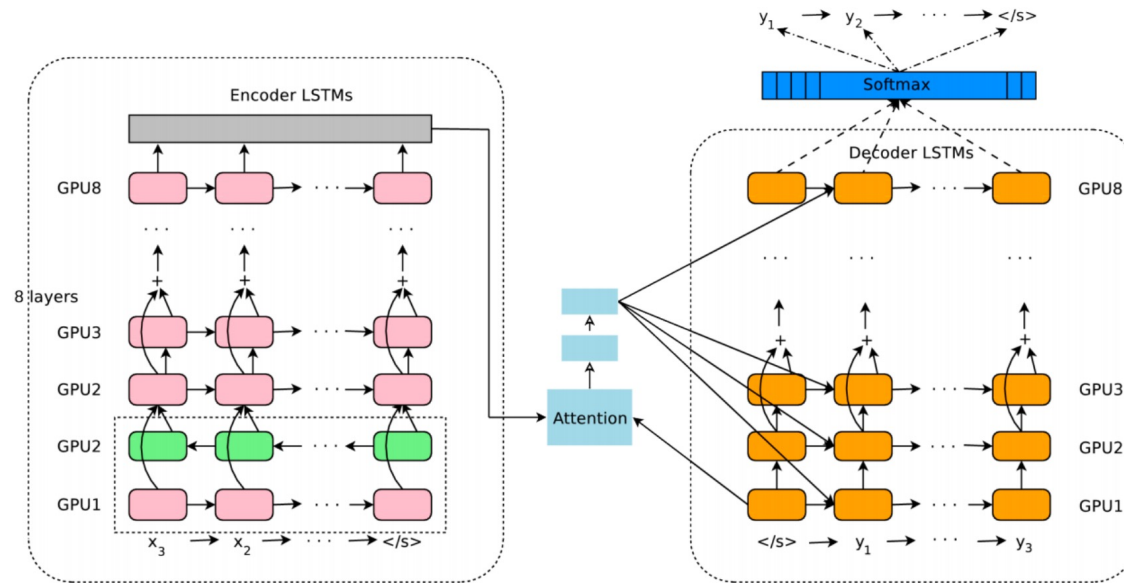 y1 y2 ... </s>
Softmax
Encoder LSTMs
Decoder LSTMs
GPU8
GPU8
...
...
...
...
+
+
+
8 layers
GPU3
...
+
+
+
GPU2
...
Attention
GPU3
...
GPU2
...
GPU2
...
GPU1
...
GPU1
...
x3 x2 ... </s>
</s> y1 ... y3